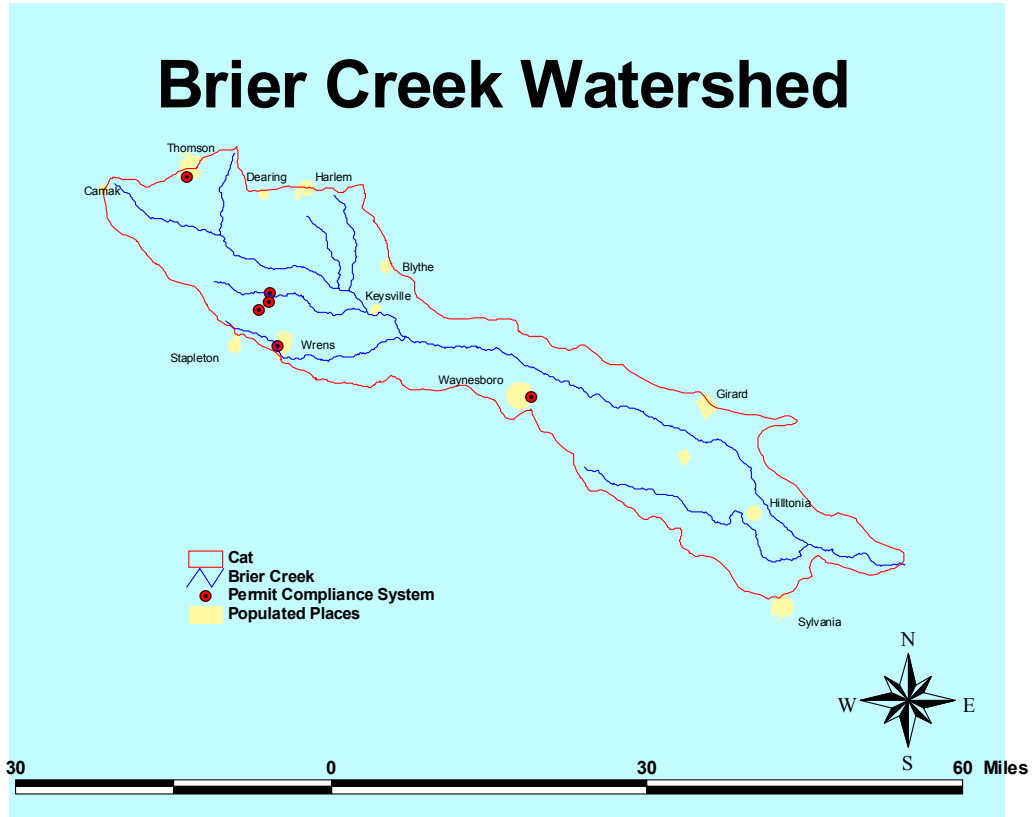 Brier Creek Watershed
Thomson
Dearing
Harlem
Camak
Blythe
Keysville
Wrens
Stapleton
Waynesboro
Girard
Hilltonia
Cat
Brier Creek
Permit Compliance System
Populated Places
Sylvania
N
W E
S
30 0 30 60 Miles